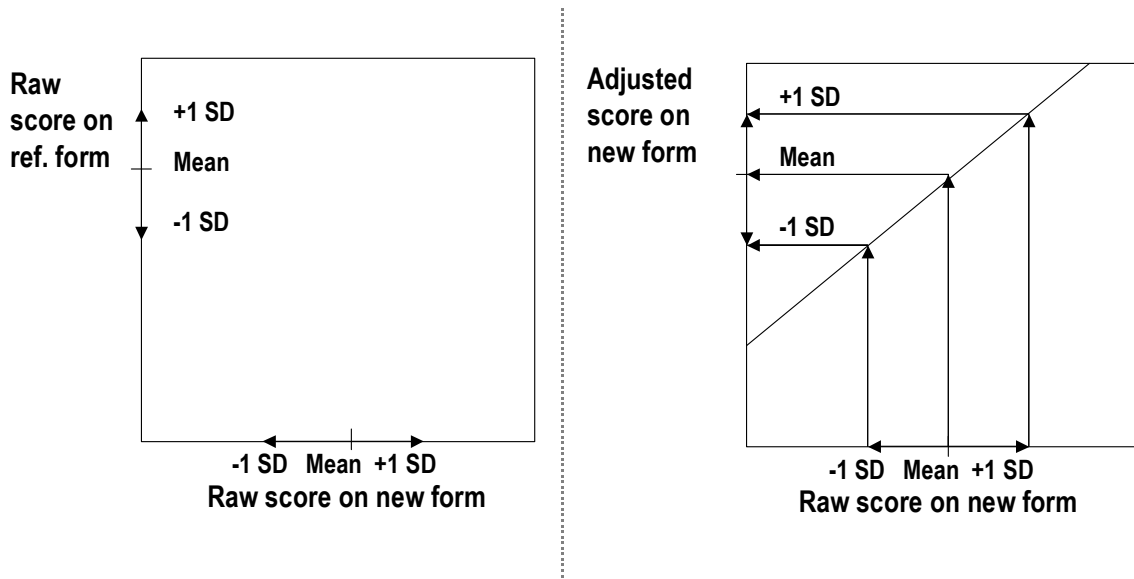 Raw
score on
ref. form
+1 SD
Mean
-1 SD
-1 SD Mean +1 SD
Raw score on new form
Adjusted
score on
new form
+1 SD
Mean
-1 SD
-1 SD Mean +1 SD
Raw score on new form